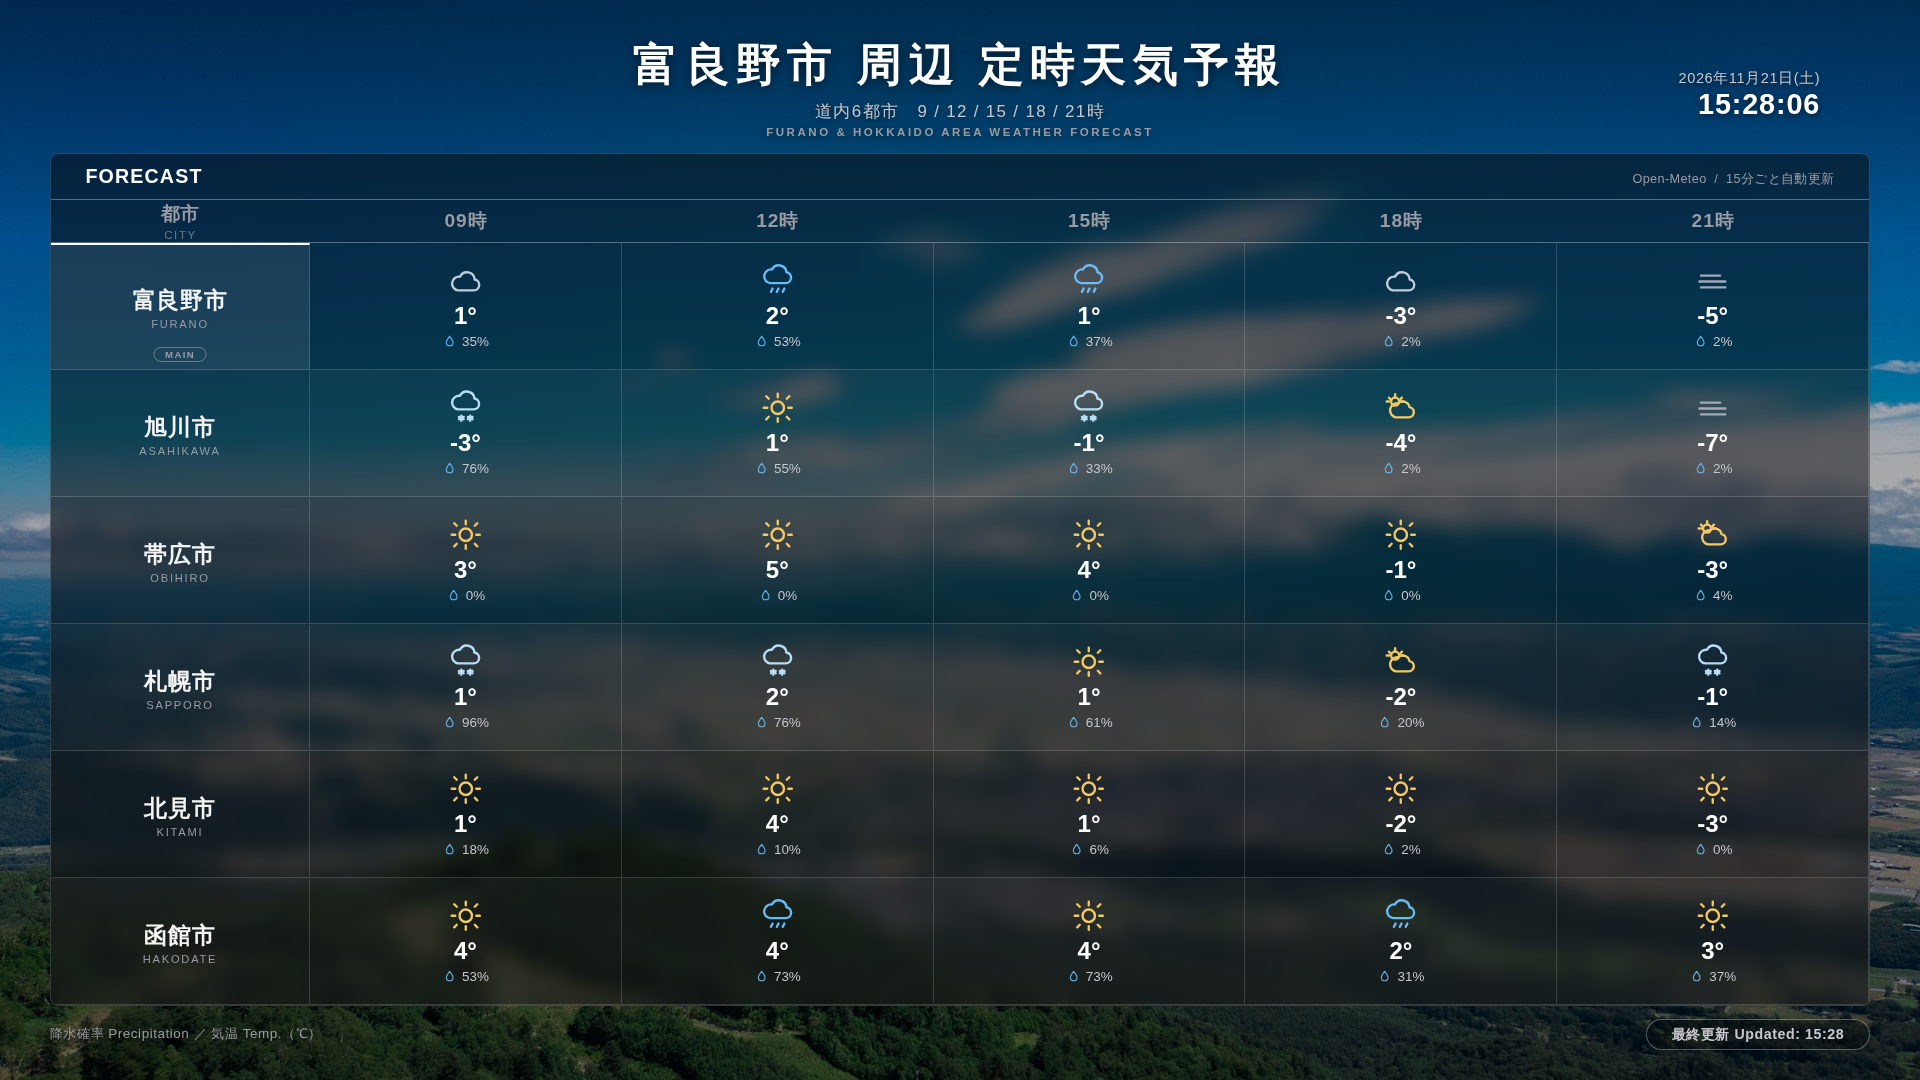 富良野市 周辺 定時天気予報
道内6都市 9 / 12 / 15 / 18 / 21時
FURANO & HOKKAIDO AREA WEATHER FORECAST
2026年11月21日(土)
15:28:06
FORECAST
Open-Meteo / 15分ごと自動更新
都市
CITY
09時 12時 15時 18時 21時
富良野市
FURANO
MAIN
1° 2° 1° -3° -5°
35% 53% 37% 2% 2%
旭川市
ASAHIKAWA
-3° 1° -1° -4° -7°
76% 55% 33% 2% 2%
帯広市
OBIHIRO
3° 5° 4° -1° -3°
0% 0% 0% 0% 4%
札幌市
SAPPORO
1° 2° 1° -2° -1°
96% 76% 61% 20% 14%
北見市
KITAMI
1° 4° 1° -2° -3°
18% 10% 6% 2% 0%
函館市
HAKODATE
4° 4° 4° 2° 3°
53% 73% 73% 31% 37%
降水確率 Precipitation ／ 気温 Temp.（℃）
最終更新 Updated: 15:28